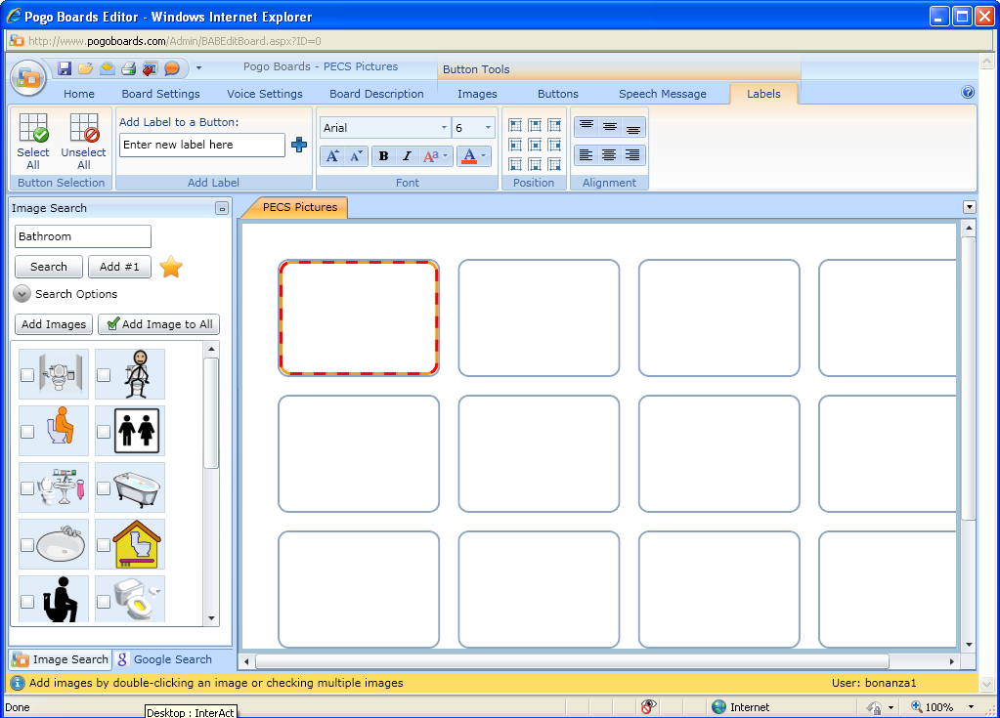 Pogo Boards Editor - Windows Internet Explorer
http://www.pogoboards.com/Admin/BABEditBoard.aspx?ID=0
Pogo Boards - PECS Pictures
Button Tools
Home Board Settings Voice Settings Board Description Images Buttons Speech Message Labels
Select All
Unselect All
Button Selection
Add Label to a Button:
Enter new label here
Add Label
Arial 6
A A B I Aa A
Font
Position
Alignment
Image Search
PECS Pictures
Bathroom
Search Add #1
Search Options
Add Images Add Image to All
Image Search 8 Google Search
Add images by double-clicking an image or checking multiple images User: bonanza1
Done
Internet
100%
Desktop : InterAct